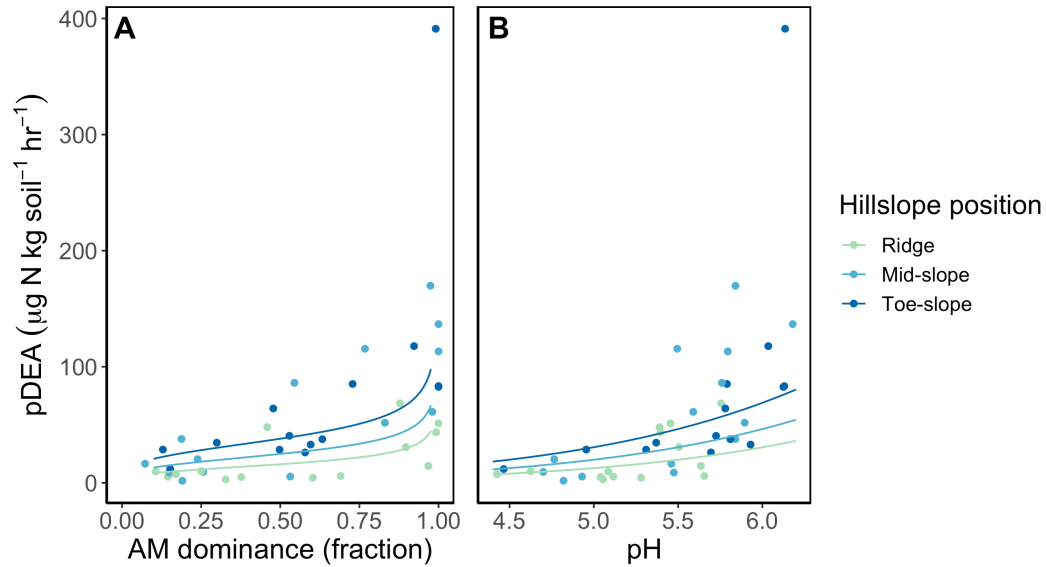 A
B
pDEA (μg N kg soil⁻¹ hr⁻¹)
400
300
200
100
0
0.00 0.25 0.50 0.75 1.00
AM dominance (fraction)
4.5 5.0 5.5 6.0
pH
Hillslope position
Ridge
Mid-slope
Toe-slope